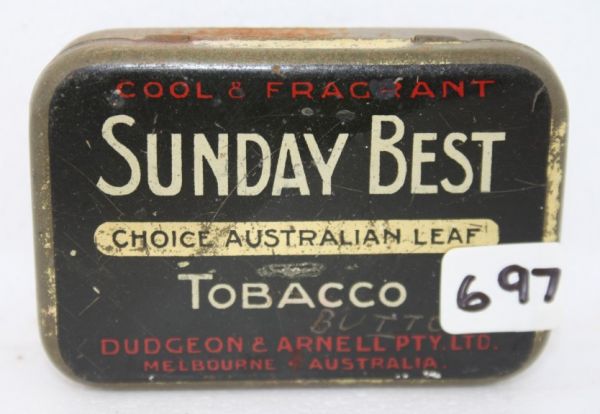 COOL & FRAGRANT
SUNDAY BEST
CHOICE AUSTRALIAN LEAF
TOBACCO
697
DUDGEON & ARNELL PTY. LTD.
MELBOURNE AUSTRALIA.